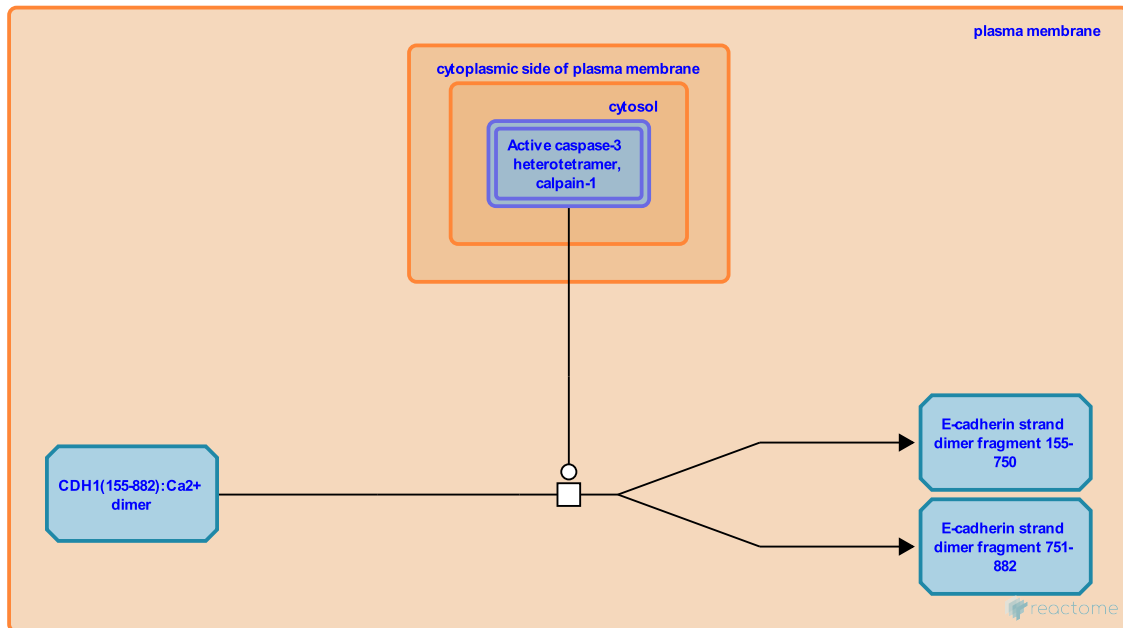 plasma membrane
cytoplasmic side of plasma membrane
cytosol
Active caspase-3
heterotetramer,
calpain-1
CDH1(155-882):Ca2+
dimer
E-cadherin strand
dimer fragment 155-
750
E-cadherin strand
dimer fragment 751-
882
reactome